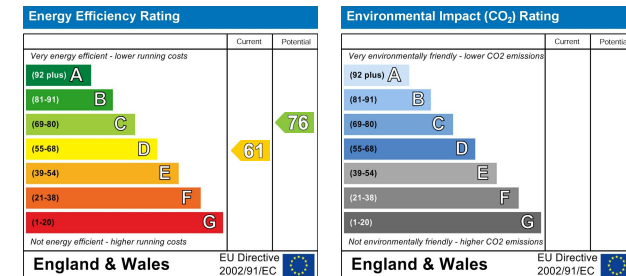 Energy Efficiency Rating
Current Potential
Very energy efficient - lower running costs
(92 plus) A
(81-91) B
(69-80) C
76
(55-68) D
61
(39-54) E
(21-38) F
(1-20) G
Not energy efficient - higher running costs
England & Wales
EU Directive
2002/91/EC
Environmental Impact (CO₂) Rating
Current Potential
Very environmentally friendly - lower CO2 emissions
(92 plus) A
(81-91) B
(69-80) C
(55-68) D
(39-54) E
(21-38) F
(1-20) G
Not environmentally friendly - higher CO2 emissions
England & Wales
EU Directive
2002/91/EC